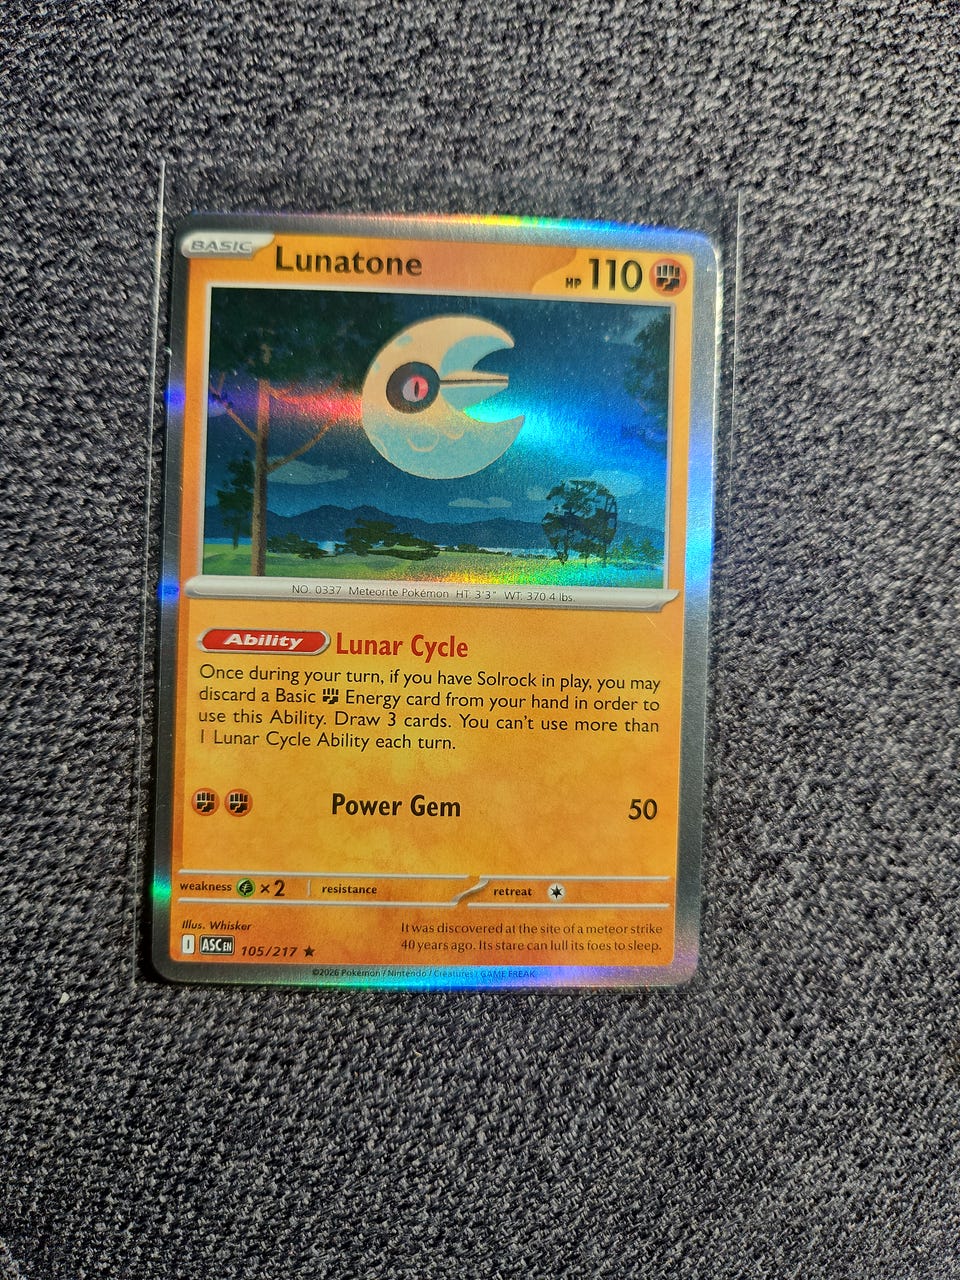 BASIC Lunatone HP 110
NO. 0337 Meteorite Pokémon HT: 3'3" WT: 370.4 lbs.
Ability Lunar Cycle
Once during your turn, if you have Solrock in play, you may
discard a Basic Energy card from your hand in order to
use this Ability. Draw 3 cards. You can't use more than
1 Lunar Cycle Ability each turn.
Power Gem 50
weakness ×2 resistance retreat
Illus. Whisker
It was discovered at the site of a meteor strike
40 years ago. Its stare can lull its foes to sleep.
I ASC EN 105/217 ★
©2026 Pokémon / Nintendo / Creatures / GAME FREAK